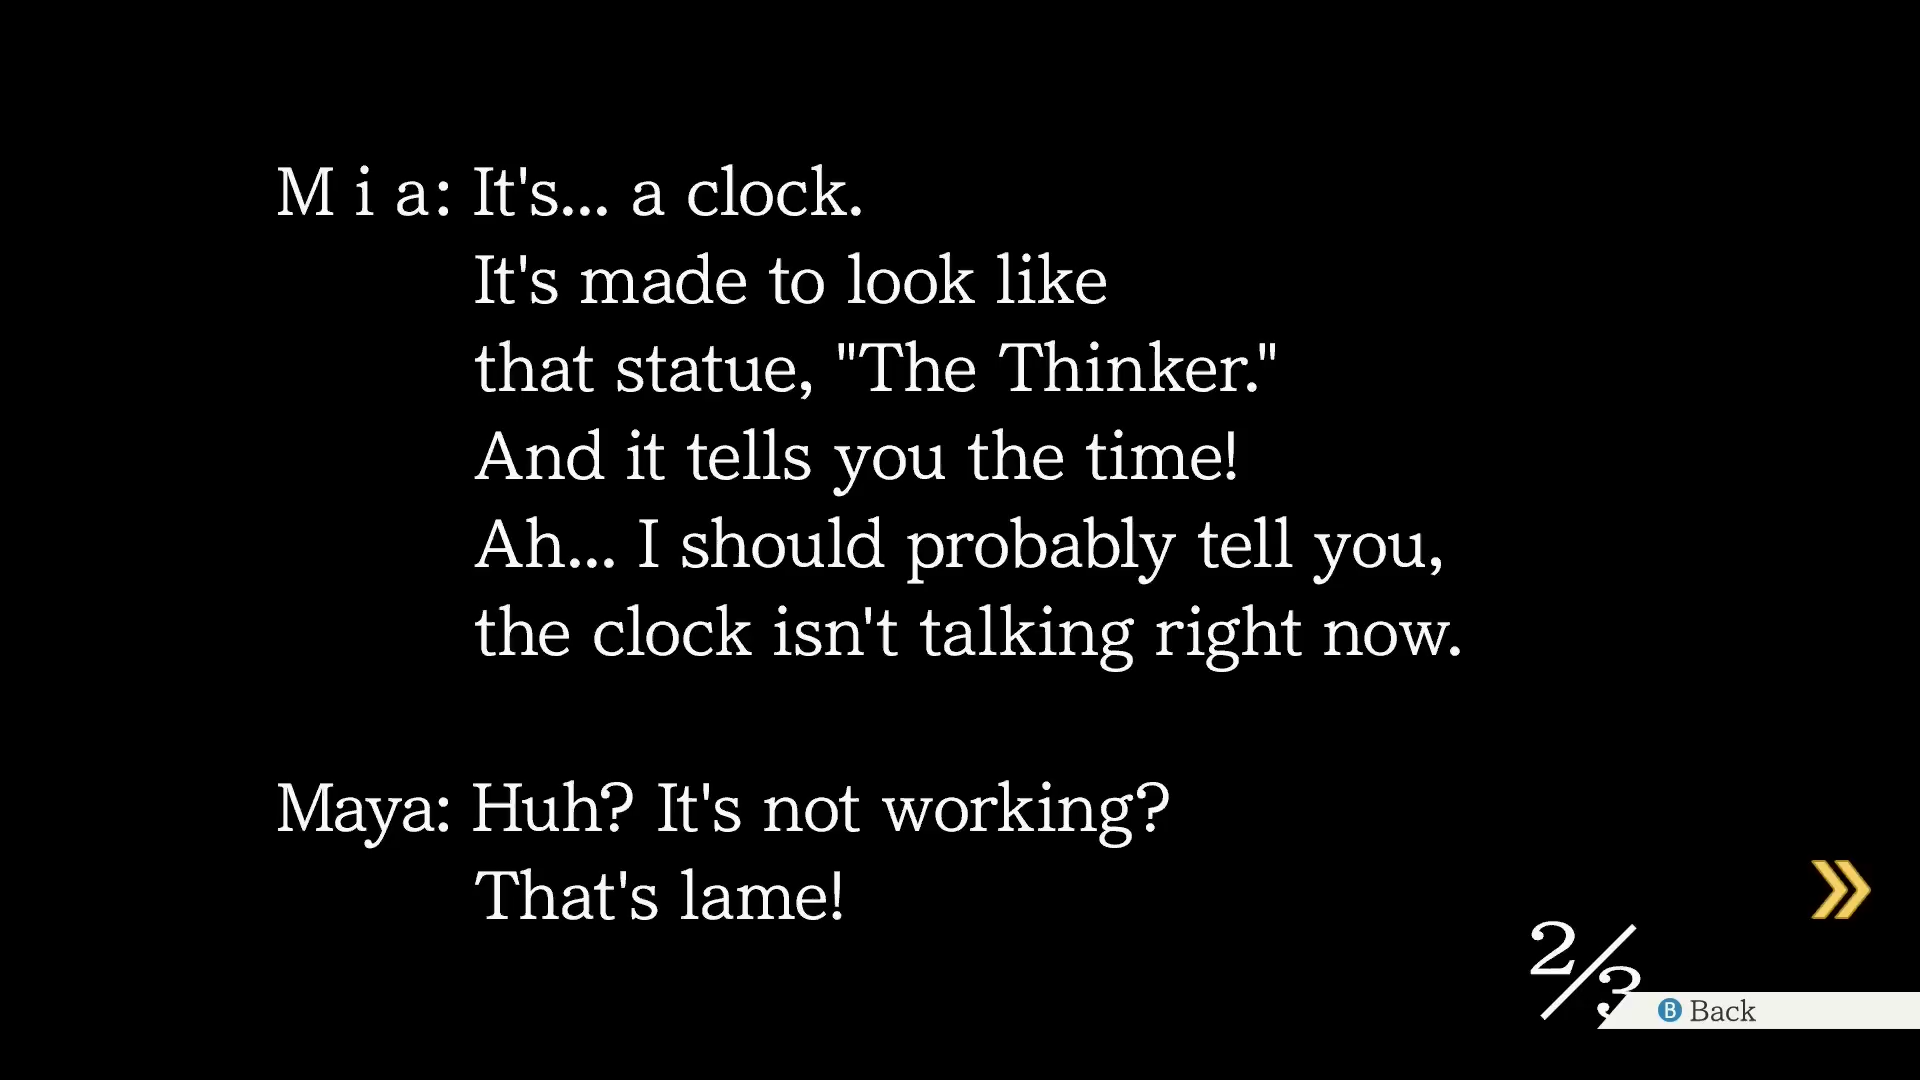 M i a: It's... a clock.
It's made to look like
that statue, "The Thinker."
And it tells you the time!
Ah... I should probably tell you,
the clock isn't talking right now.
Maya: Huh? It's not working?
That's lame!
2/3
B Back